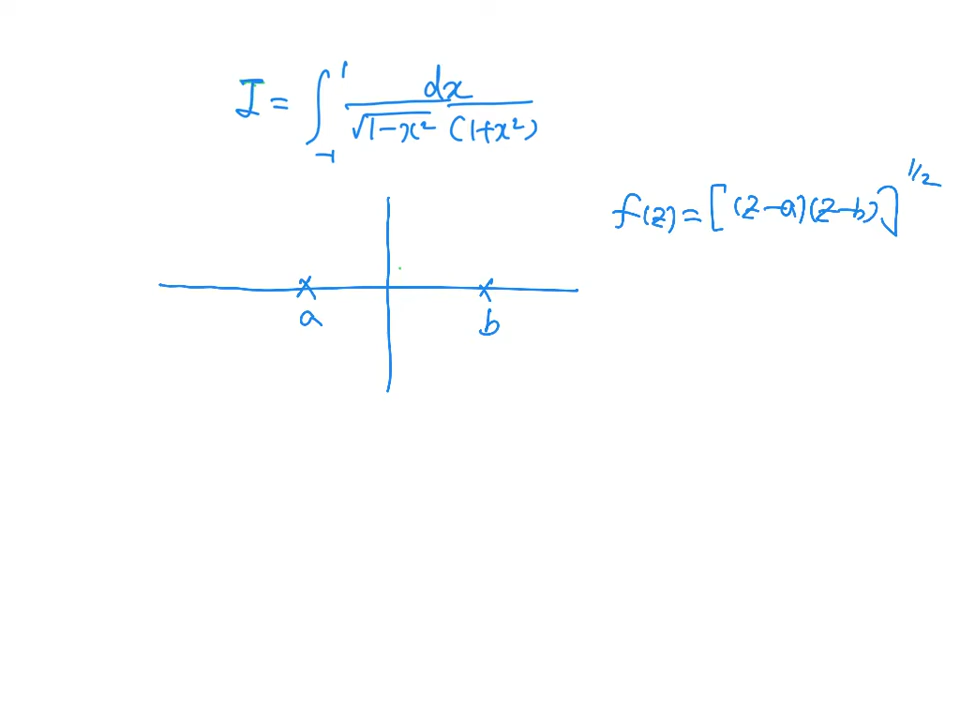 I = ∫_{-1}^{1} dx / (√(1-x²) (1+x²))
f(z) = [(z-a)(z-b)]^{1/2}
a b